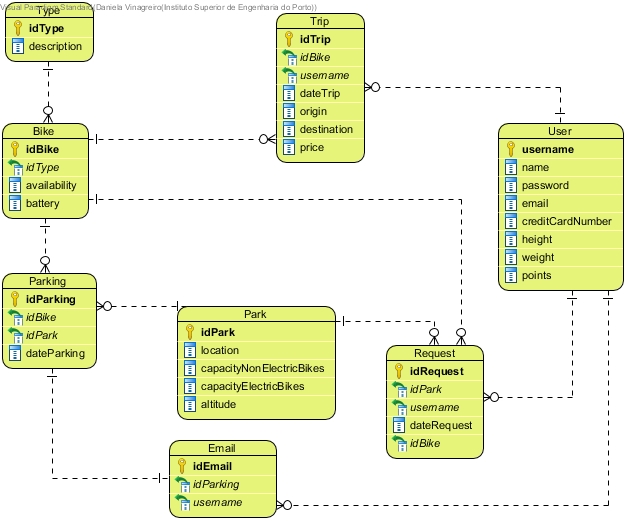 Visual Paradigm Standard(Daniela Vinagreiro(Instituto Superior de Engenharia do Porto))
Type
idType
description
Trip
idTrip
idBike
username
dateTrip
origin
destination
price
Bike
idBike
idType
availability
battery
User
username
name
password
email
creditCardNumber
height
weight
points
Parking
idParking
idBike
idPark
dateParking
Park
idPark
location
capacityNonElectricBikes
capacityElectricBikes
altitude
Request
idRequest
idPark
username
dateRequest
idBike
Email
idEmail
idParking
username